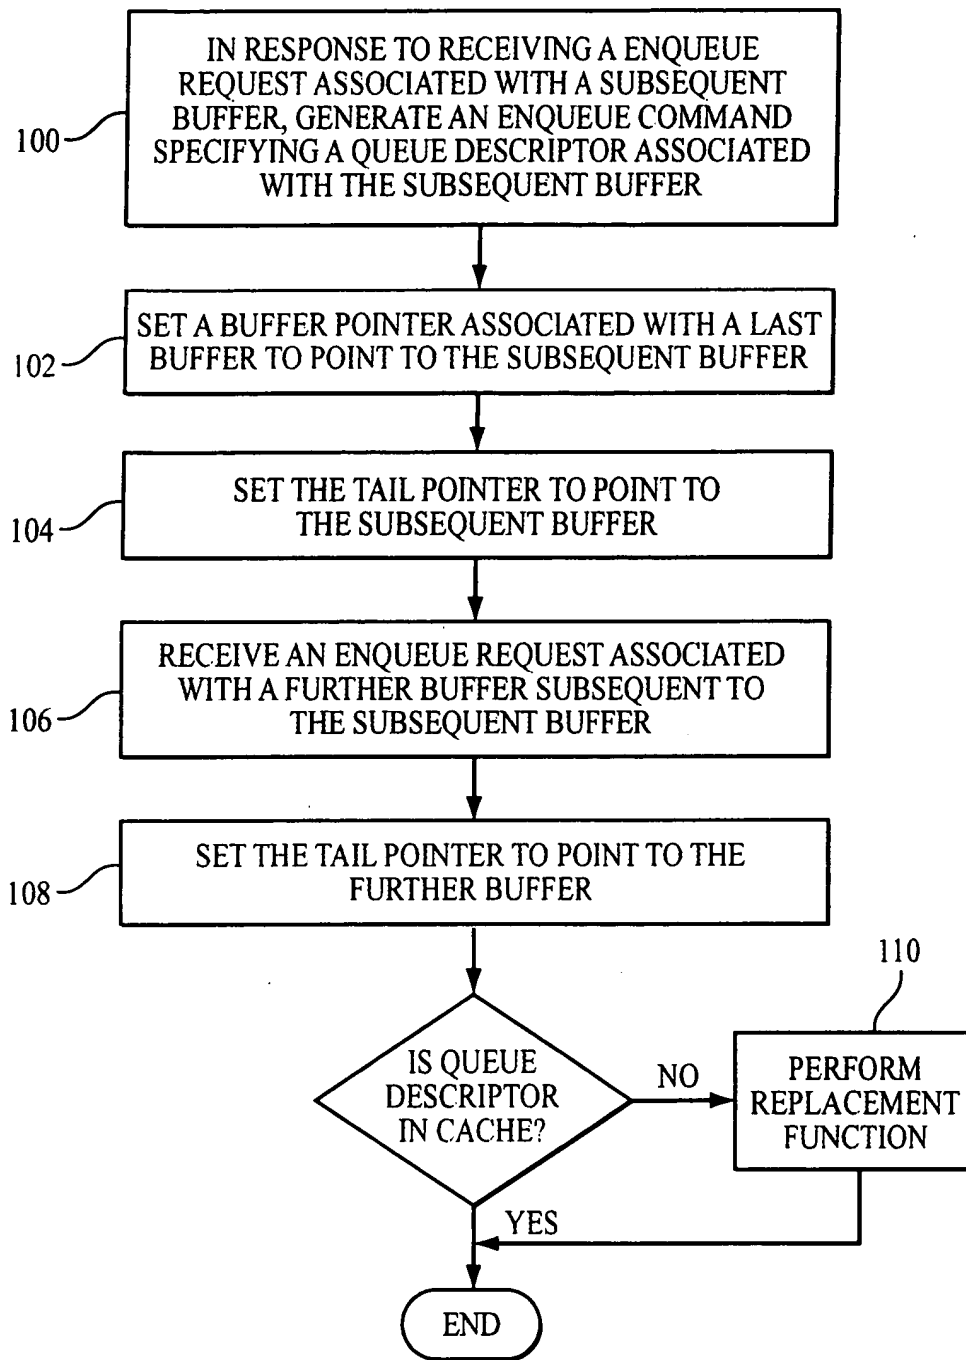 IN RESPONSE TO RECEIVING A ENQUEUE
REQUEST ASSOCIATED WITH A SUBSEQUENT
BUFFER, GENERATE AN ENQUEUE COMMAND
SPECIFYING A QUEUE DESCRIPTOR ASSOCIATED
WITH THE SUBSEQUENT BUFFER
100
SET A BUFFER POINTER ASSOCIATED WITH A LAST
BUFFER TO POINT TO THE SUBSEQUENT BUFFER
102
SET THE TAIL POINTER TO POINT TO
THE SUBSEQUENT BUFFER
104
RECEIVE AN ENQUEUE REQUEST ASSOCIATED
WITH A FURTHER BUFFER SUBSEQUENT TO
THE SUBSEQUENT BUFFER
106
SET THE TAIL POINTER TO POINT TO THE
FURTHER BUFFER
108
110
IS QUEUE
DESCRIPTOR
IN CACHE?
NO
PERFORM
REPLACEMENT
FUNCTION
YES
END